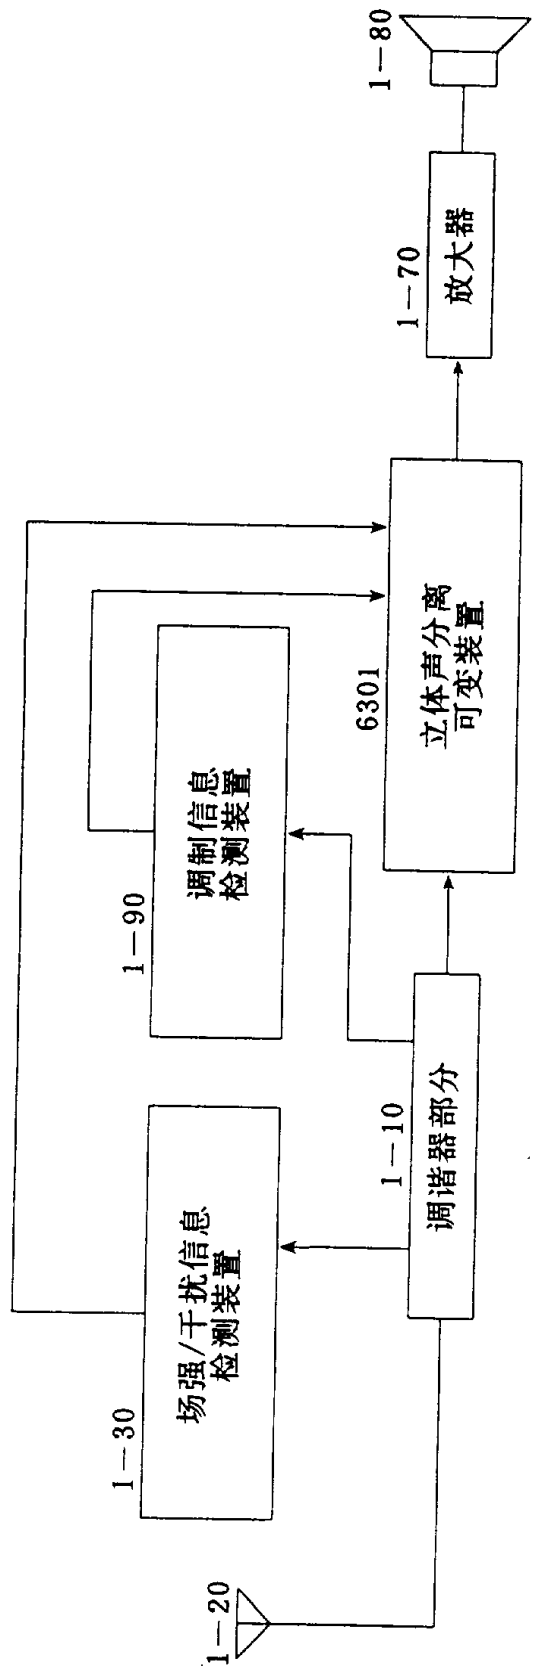 1—20
1—30
场强/干扰信息
检测装置
1—90
调制信息
检测装置
1—10
调谐器部分
6301
立体声分离
可变装置
1—70
放大器
1—80